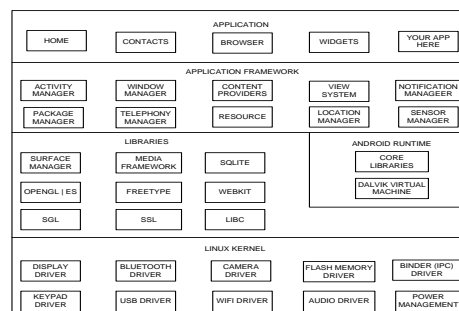 APPLICATION
HOME
CONTACTS
BROWSER
WIDGETS
YOUR APP
HERE
APPLICATION FRAMEWORK
ACTIVITY
MANAGER
WINDOW
MANAGER
CONTENT
PROVIDERS
VIEW
SYSTEM
NOTIFICATION
MANAGEER
PACKAGE
MANAGER
TELEPHONY
MANAGER
RESOURCE
LOCATION
MANAGER
SENSOR
MANAGER
LIBRARIES
SURFACE
MANAGER
MEDIA
FRAMEWORK
SQLITE
OPENGL | ES
FREETYPE
WEBKIT
SGL
SSL
LIBC
ANDROID RUNTIME
CORE
LIBRARIES
DALVIK VIRTUAL
MACHINE
LINUX KERNEL
DISPLAY
DRIVER
BLUETOOTH
DRIVER
CAMERA
DRIVER
FLASH MEMORY
DRIVER
BINDER (IPC)
DRIVER
KEYPAD
DRIVER
USB DRIVER
WIFI DRIVER
AUDIO DRIVER
POWER
MANAGEMENT